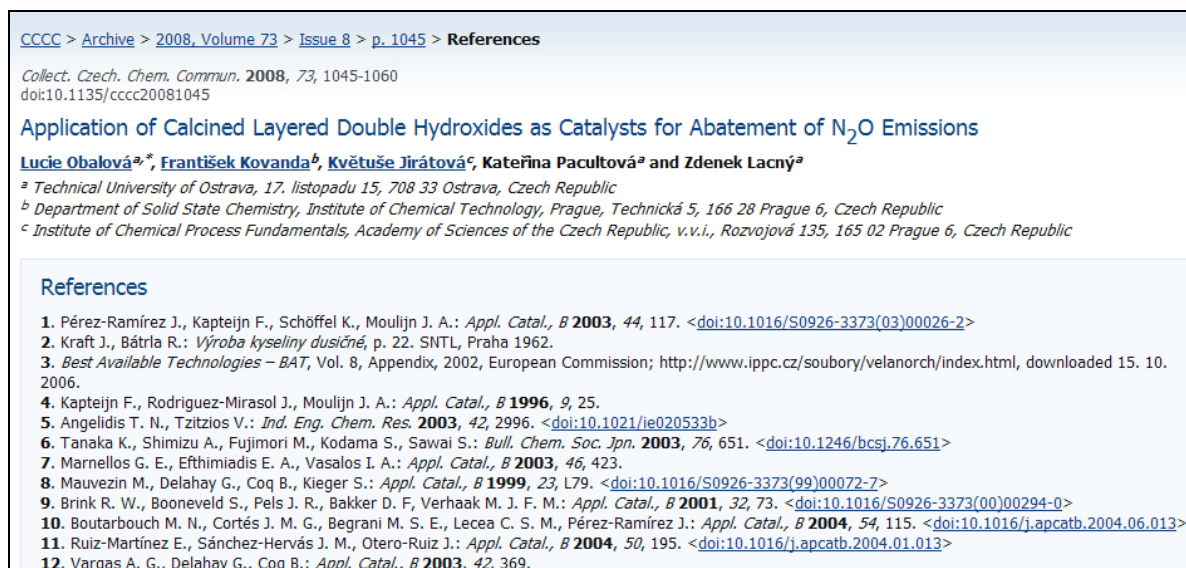 CCCC > Archive > 2008, Volume 73 > Issue 8 > p. 1045 > References
Collect. Czech. Chem. Commun. 2008, 73, 1045-1060
doi:10.1135/cccc20081045
Application of Calcined Layered Double Hydroxides as Catalysts for Abatement of N2O Emissions
Lucie Obalováa,*, František Kovandab, Květuše Jirátovác, Kateřina Pacultováa and Zdenek Lacnýa
a Technical University of Ostrava, 17. listopadu 15, 708 33 Ostrava, Czech Republic
b Department of Solid State Chemistry, Institute of Chemical Technology, Prague, Technická 5, 166 28 Prague 6, Czech Republic
c Institute of Chemical Process Fundamentals, Academy of Sciences of the Czech Republic, v.v.i., Rozvojová 135, 165 02 Prague 6, Czech Republic
References
1. Pérez-Ramírez J., Kapteijn F., Schöffel K., Moulijn J. A.: Appl. Catal., B 2003, 44, 117. <doi:10.1016/S0926-3373(03)00026-2>
2. Kraft J., Bátrla R.: Výroba kyseliny dusičné, p. 22. SNTL, Praha 1962.
3. Best Available Technologies – BAT, Vol. 8, Appendix, 2002, European Commission; http://www.ippc.cz/soubory/velanorch/index.html, downloaded 15. 10.
2006.
4. Kapteijn F., Rodriguez-Mirasol J., Moulijn J. A.: Appl. Catal., B 1996, 9, 25.
5. Angelidis T. N., Tzitzios V.: Ind. Eng. Chem. Res. 2003, 42, 2996. <doi:10.1021/ie020533b>
6. Tanaka K., Shimizu A., Fujimori M., Kodama S., Sawai S.: Bull. Chem. Soc. Jpn. 2003, 76, 651. <doi:10.1246/bcsj.76.651>
7. Marnellos G. E., Efthimiadis E. A., Vasalos I. A.: Appl. Catal., B 2003, 46, 423.
8. Mauvezin M., Delahay G., Coq B., Kieger S.: Appl. Catal., B 1999, 23, L79. <doi:10.1016/S0926-3373(99)00072-7>
9. Brink R. W., Booneveld S., Pels J. R., Bakker D. F, Verhaak M. J. F. M.: Appl. Catal., B 2001, 32, 73. <doi:10.1016/S0926-3373(00)00294-0>
10. Boutarbouch M. N., Cortés J. M. G., Begrani M. S. E., Lecea C. S. M., Pérez-Ramírez J.: Appl. Catal., B 2004, 54, 115. <doi:10.1016/j.apcatb.2004.06.013>
11. Ruiz-Martínez E., Sánchez-Hervás J. M., Otero-Ruiz J.: Appl. Catal., B 2004, 50, 195. <doi:10.1016/j.apcatb.2004.01.013>
12. Vargas A. G., Delahay G., Coq B.: Appl. Catal., B 2003, 42, 369.